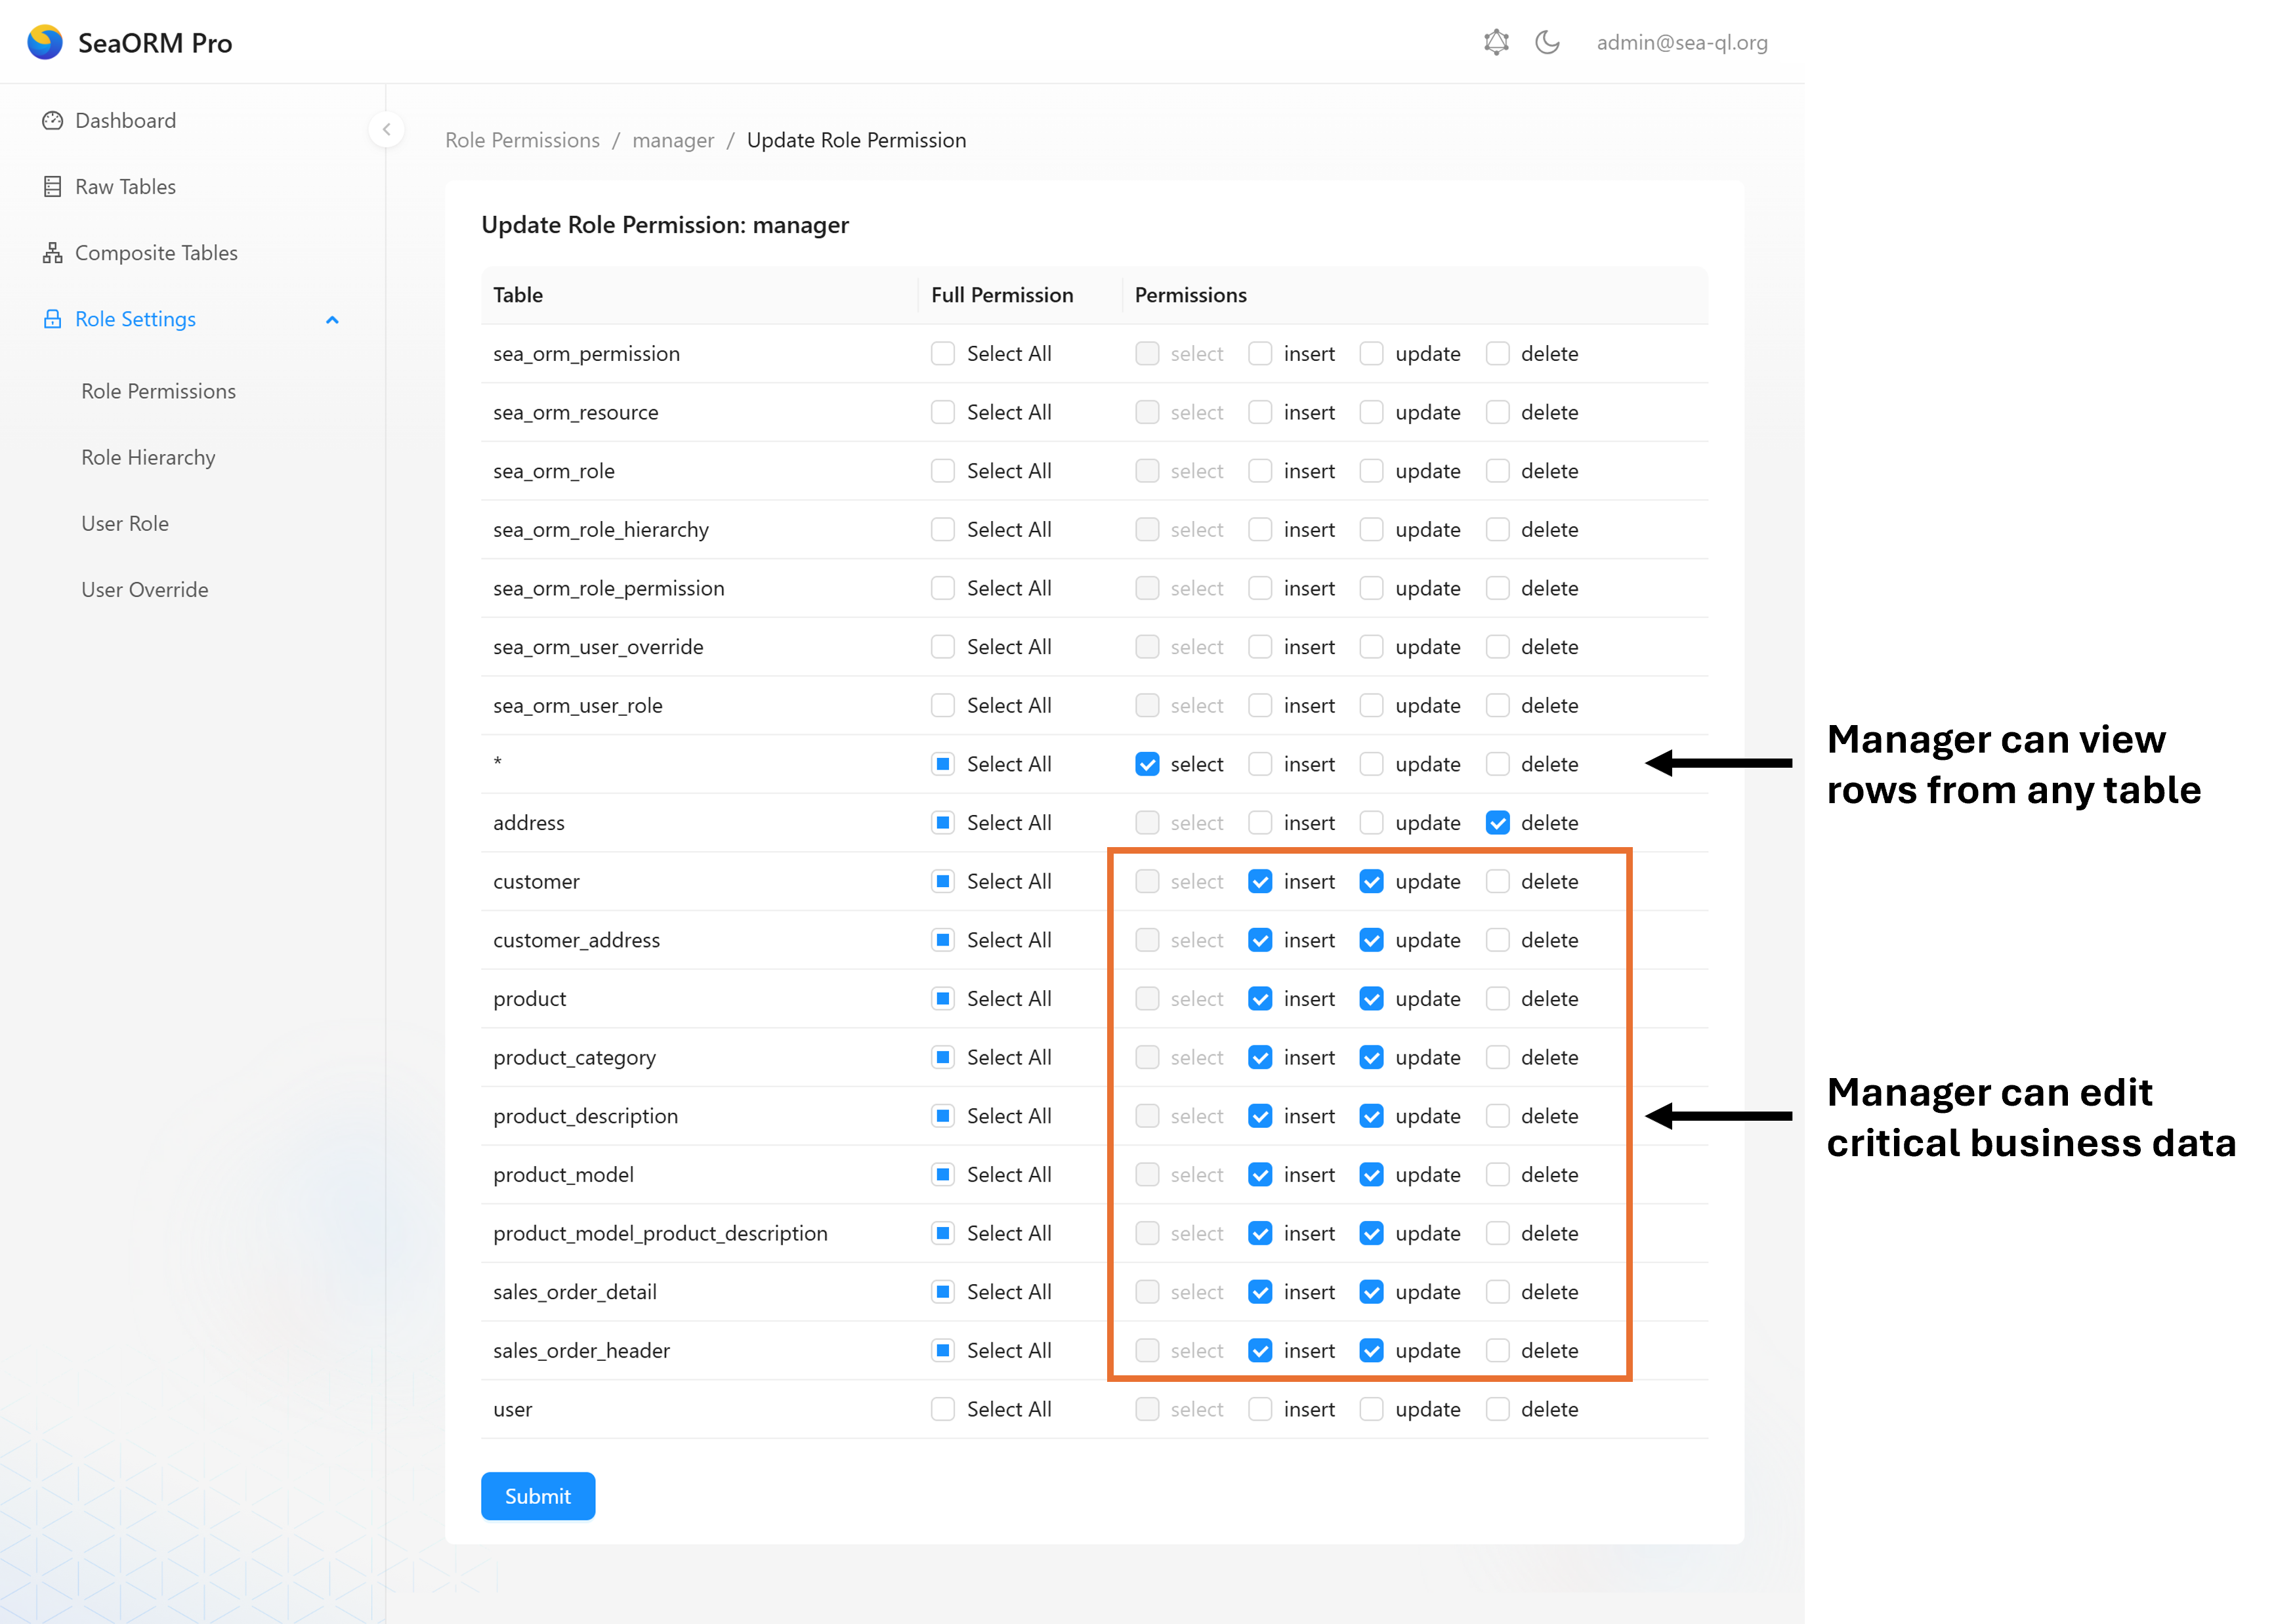 SeaORM Pro
admin@sea-ql.org
Dashboard
Raw Tables
Composite Tables
Role Settings
Role Permissions
Role Hierarchy
User Role
User Override
Role Permissions / manager / Update Role Permission
Update Role Permission: manager
Table Full Permission Permissions
sea_orm_permission Select All select insert update delete
sea_orm_resource Select All select insert update delete
sea_orm_role Select All select insert update delete
sea_orm_role_hierarchy Select All select insert update delete
sea_orm_role_permission Select All select insert update delete
sea_orm_user_override Select All select insert update delete
sea_orm_user_role Select All select insert update delete
* Select All select insert update delete
address Select All select insert update delete
customer Select All select insert update delete
customer_address Select All select insert update delete
product Select All select insert update delete
product_category Select All select insert update delete
product_description Select All select insert update delete
product_model Select All select insert update delete
product_model_product_description Select All select insert update delete
sales_order_detail Select All select insert update delete
sales_order_header Select All select insert update delete
user Select All select insert update delete
Submit
Manager can view
rows from any table
Manager can edit
critical business data